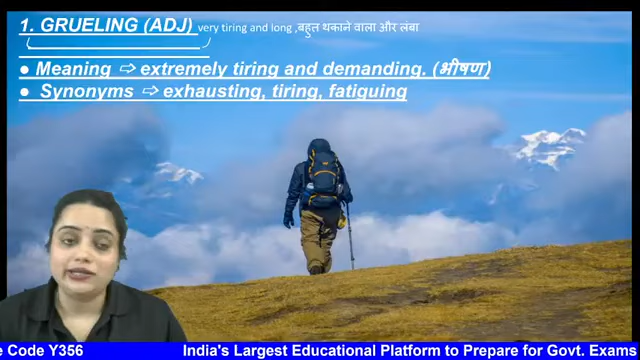 1. GRUELING (ADJ) very tiring and long ,बहुत थकाने वाला और लंबा
● Meaning ⇨ extremely tiring and demanding. (भीषण)
● Synonyms ⇨ exhausting, tiring, fatiguing
e Code Y356 India's Largest Educational Platform to Prepare for Govt. Exams